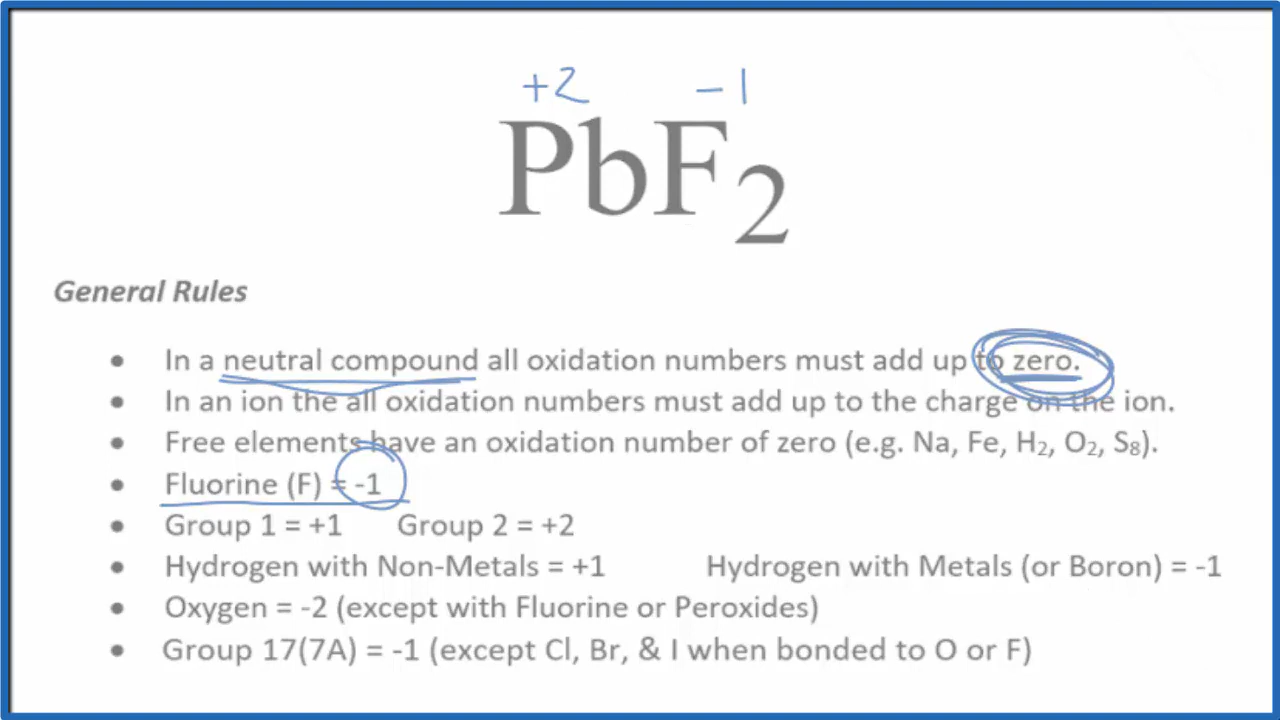 +2 -1
PbF₂
General Rules
• In a neutral compound all oxidation numbers must add up to zero.
• In an ion the all oxidation numbers must add up to the charge on the ion.
• Free elements have an oxidation number of zero (e.g. Na, Fe, H₂, O₂, S₈).
• Fluorine (F) = -1
• Group 1 = +1 Group 2 = +2
• Hydrogen with Non-Metals = +1 Hydrogen with Metals (or Boron) = -1
• Oxygen = -2 (except with Fluorine or Peroxides)
• Group 17(7A) = -1 (except Cl, Br, & I when bonded to O or F)